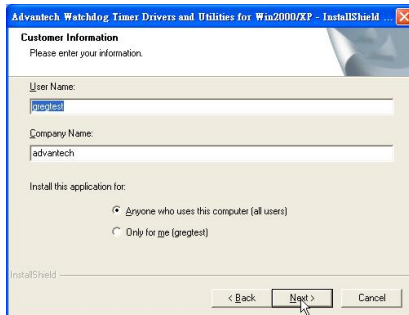 Advantech Watchdog Timer Drivers and Utilities for Win2000/XP - InstallShield ...
Customer Information
Please enter your information.
User Name:
gregtest
Company Name:
advantech
Install this application for:
Anyone who uses this computer (all users)
Only for me (gregtest)
InstallShield
< Back
Next >
Cancel